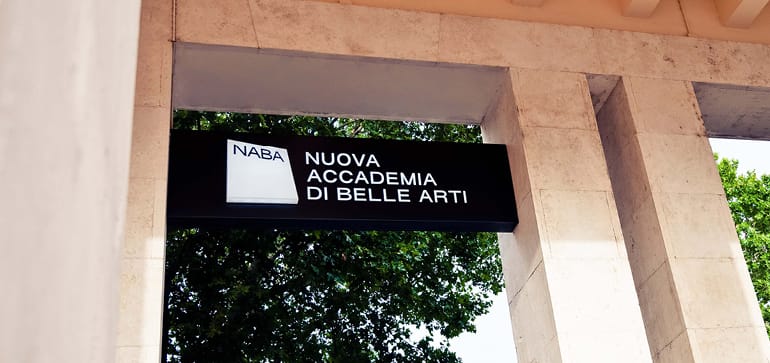 NABA
NUOVA
ACCADEMIA
DI BELLE ARTI